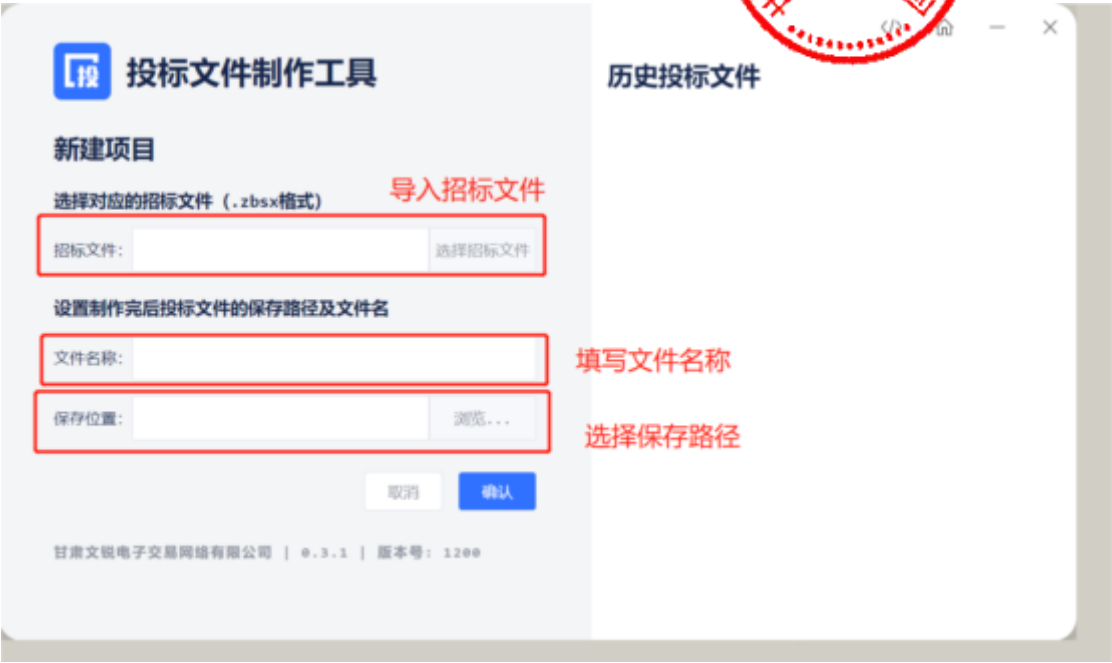 投标文件制作工具
历史投标文件
新建项目
导入招标文件
选择对应的招标文件（.zbsx格式）
招标文件：
选择招标文件
设置制作完后投标文件的保存路径及文件名
文件名称：
填写文件名称
保存位置：
浏览...
选择保存路径
取消
确认
甘肃文锐电子交易网络有限公司 | 0.3.1 | 版本号: 1200